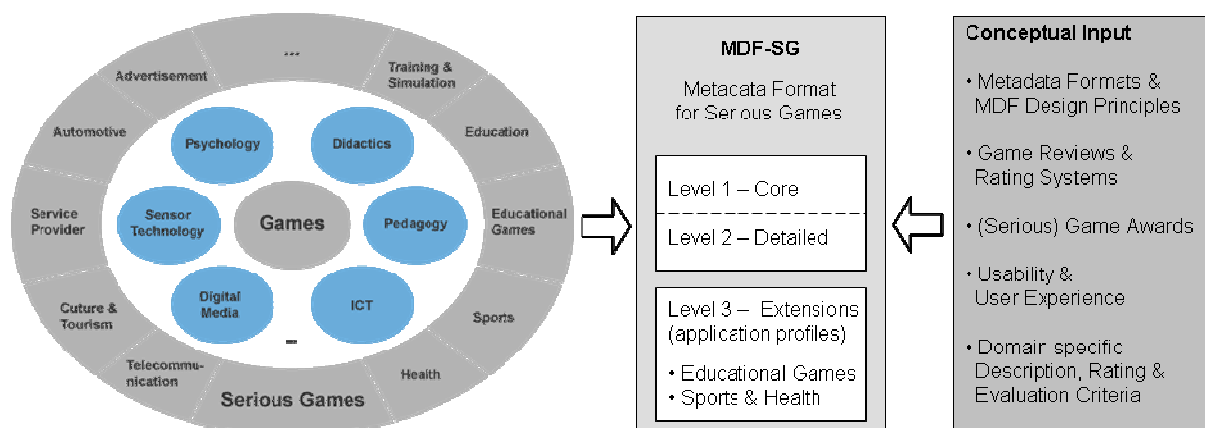 ...
Advertisement
Training &
Simulation
Automotive
Education
Service
Provider
Educational
Games
Cuture &
Tourism
Sports
Telecommu-
nication
Health
Serious Games
Psychology
Didactics
Sensor
Technology
Games
Pedagogy
Digital
Media
ICT
...
MDF-SG
Metacata Format
for Serious Games
Level 1 – Core
Level 2 – Detailed
Level 3 – Extensions
(application profiles)
• Educational Games
• Sports & Health
Conceptual Input
• Metadata Formats &
MDF Design Principles
• Game Reviews &
Rating Systems
• (Serious) Game Awards
• Usability &
User Experience
• Domain specific
Description, Rating &
Evaluation Criteria